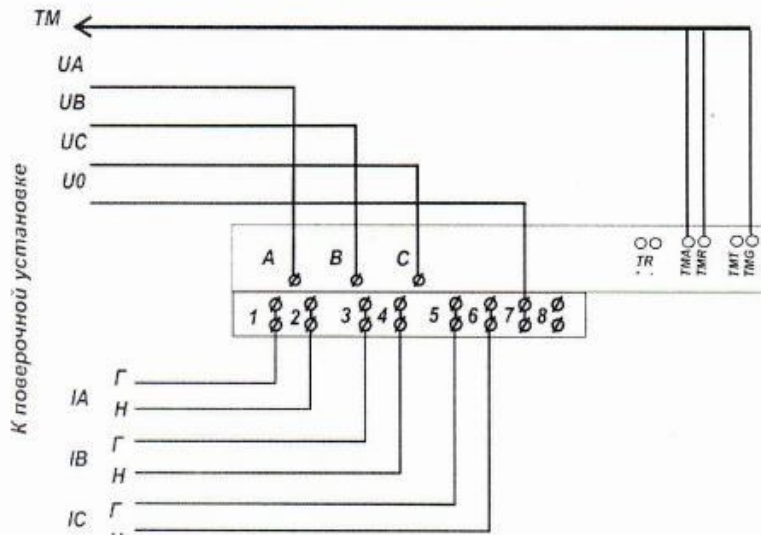 ТМ
UA
UB
UC
U0
К поверочной установке
A B C
TR TMA TMR TMT TMG
1 2 3 4 5 6 7 8
IA Г
Н
IB Г
Н
IC Г